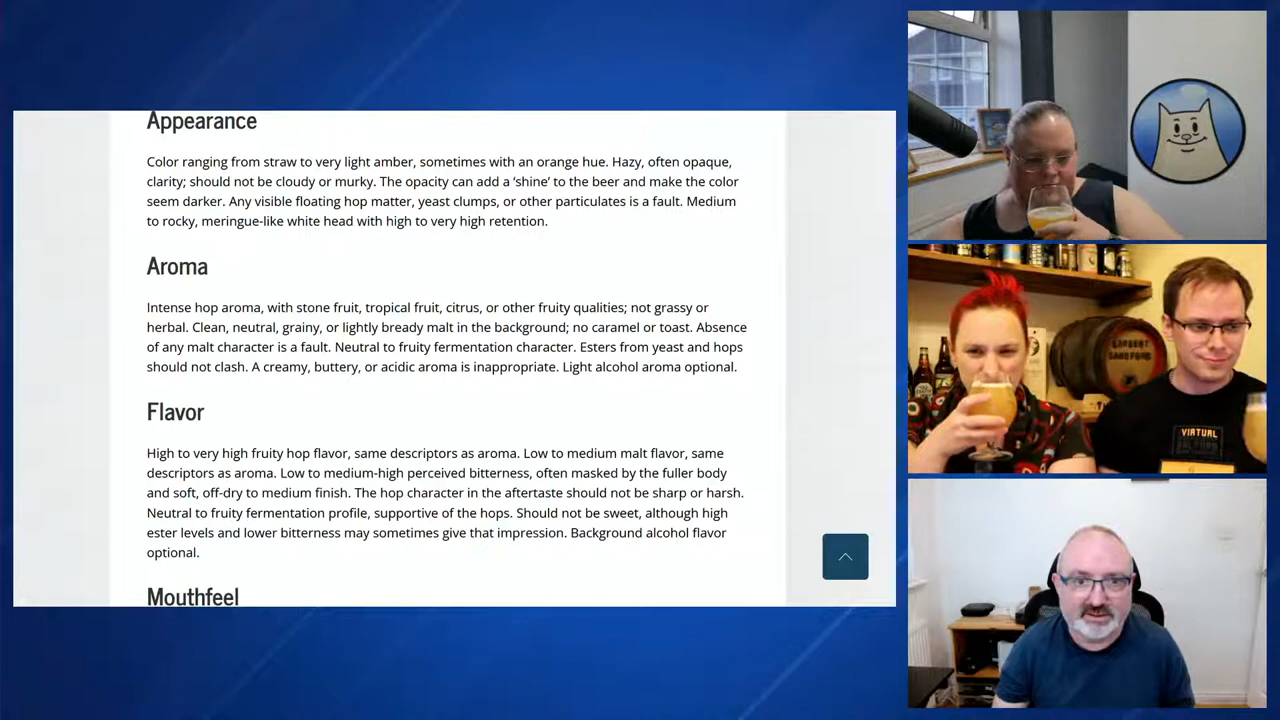 Appearance
Color ranging from straw to very light amber, sometimes with an orange hue. Hazy, often opaque,
clarity; should not be cloudy or murky. The opacity can add a ‘shine’ to the beer and make the color
seem darker. Any visible floating hop matter, yeast clumps, or other particulates is a fault. Medium
to rocky, meringue-like white head with high to very high retention.
Aroma
Intense hop aroma, with stone fruit, tropical fruit, citrus, or other fruity qualities; not grassy or
herbal. Clean, neutral, grainy, or lightly bready malt in the background; no caramel or toast. Absence
of any malt character is a fault. Neutral to fruity fermentation character. Esters from yeast and hops
should not clash. A creamy, buttery, or acidic aroma is inappropriate. Light alcohol aroma optional.
Flavor
High to very high fruity hop flavor, same descriptors as aroma. Low to medium malt flavor, same
descriptors as aroma. Low to medium-high perceived bitterness, often masked by the fuller body
and soft, off-dry to medium finish. The hop character in the aftertaste should not be sharp or harsh.
Neutral to fruity fermentation profile, supportive of the hops. Should not be sweet, although high
ester levels and lower bitterness may sometimes give that impression. Background alcohol flavor
optional.
Mouthfeel
VIRTUAL